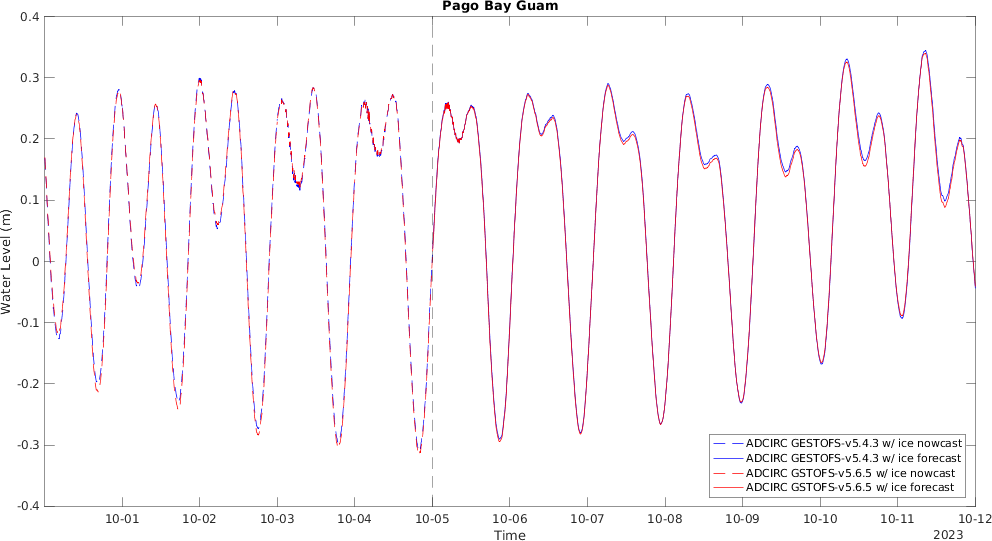 Pago Bay Guam
0.4
0.3
0.2
0.1
0
-0.1
-0.2
-0.3
-0.4
Water Level (m)
ADCIRC GESTOFS-v5.4.3 w/ ice nowcast
ADCIRC GESTOFS-v5.4.3 w/ ice forecast
ADCIRC GSTOFS-v5.6.5 w/ ice nowcast
ADCIRC GSTOFS-v5.6.5 w/ ice forecast
10-01 10-02 10-03 10-04 10-05 10-06 10-07 10-08 10-09 10-10 10-11 10-12
Time
2023